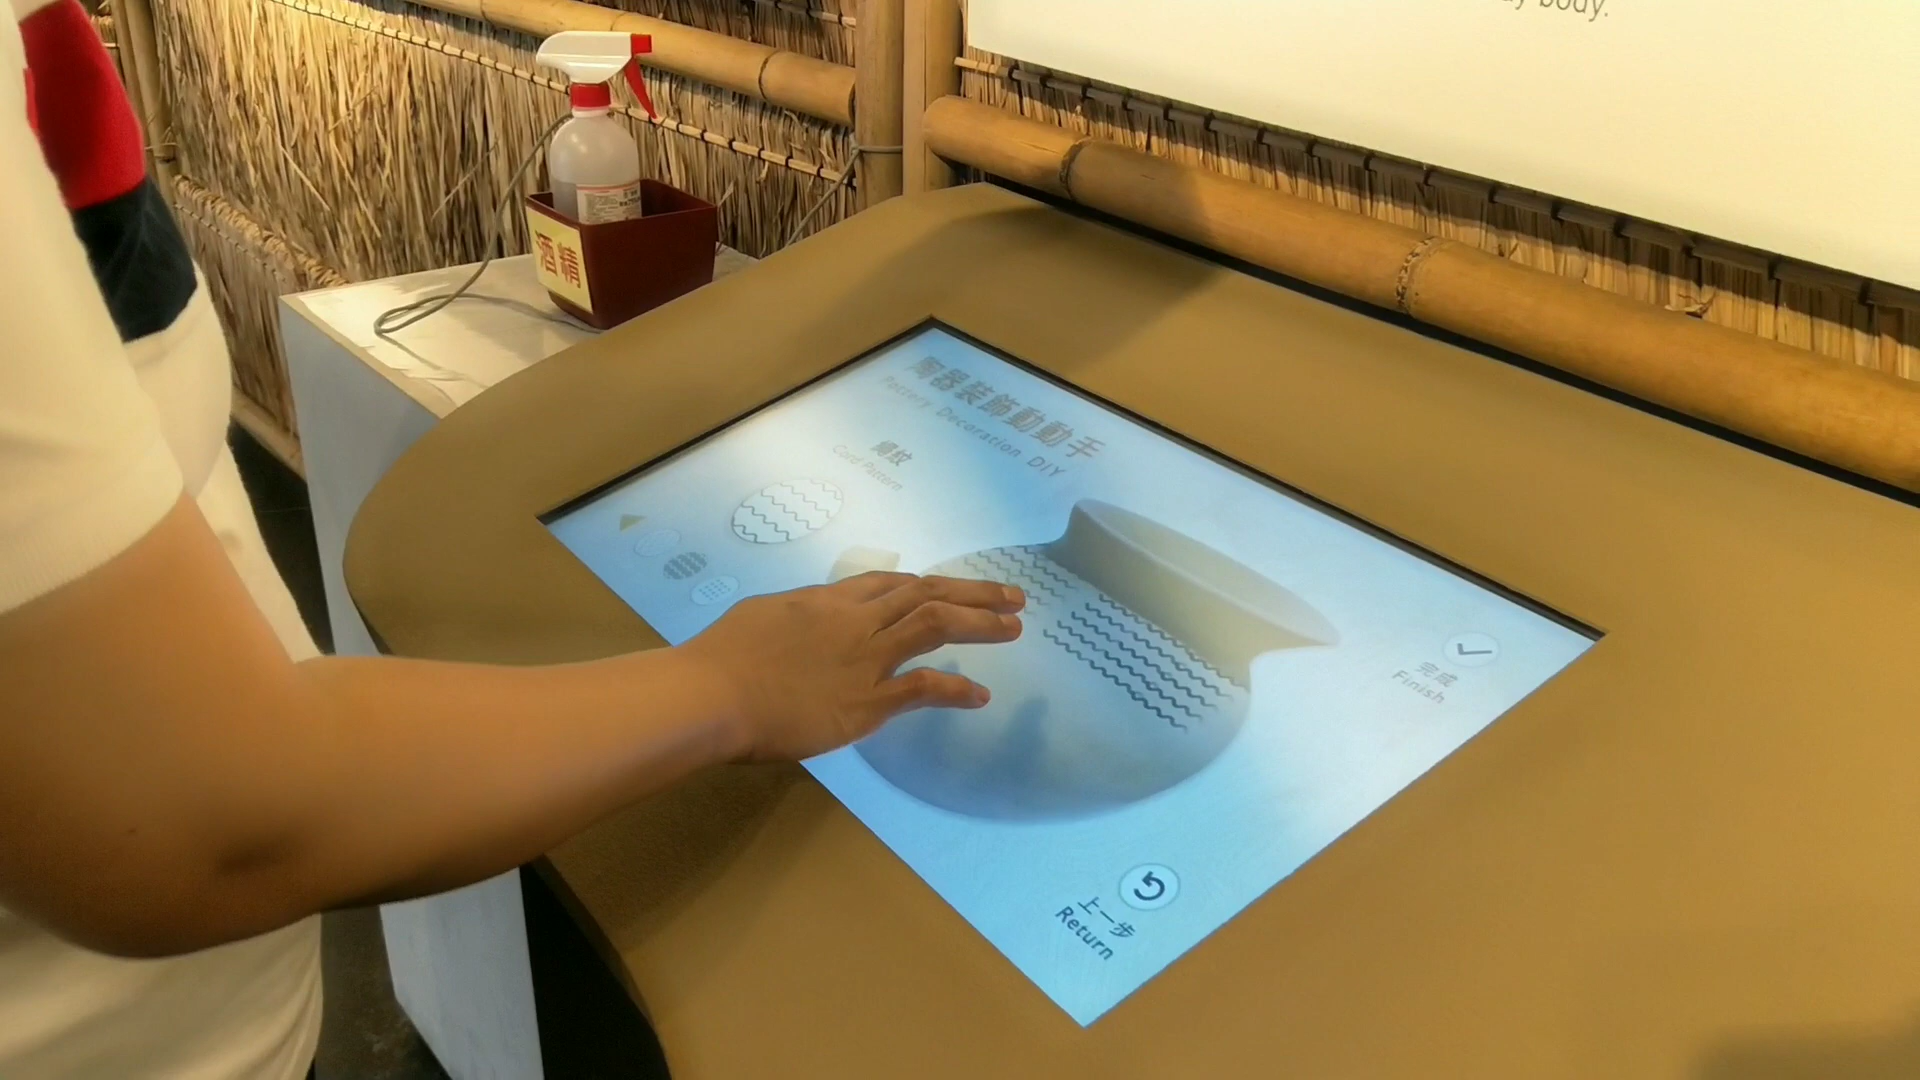 body.
酒精
陶器裝飾動動手
Pottery Decoration DIY
繩紋
Cord Pattern
完成
Finish
上一步
Return